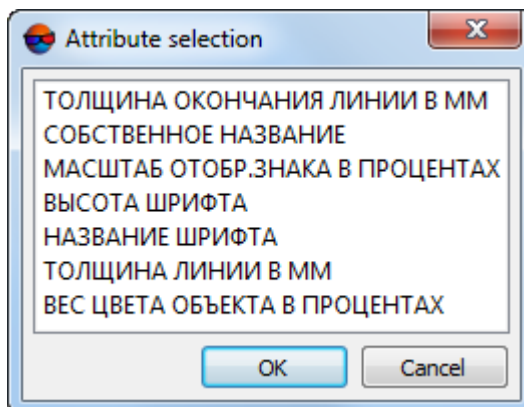 Attribute selection
ТОЛЩИНА ОКОНЧАНИЯ ЛИНИИ В ММ
СОБСТВЕННОЕ НАЗВАНИЕ
МАСШТАБ ОТОБР.ЗНАКА В ПРОЦЕНТАХ
ВЫСОТА ШРИФТА
НАЗВАНИЕ ШРИФТА
ТОЛЩИНА ЛИНИИ В ММ
ВЕС ЦВЕТА ОБЪЕКТА В ПРОЦЕНТАХ
OK Cancel